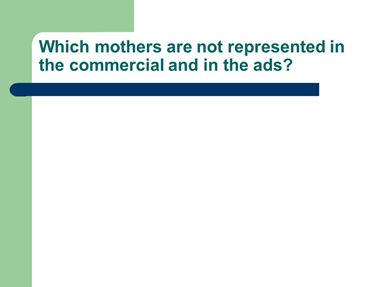 Which mothers are not represented in
the commercial and in the ads?